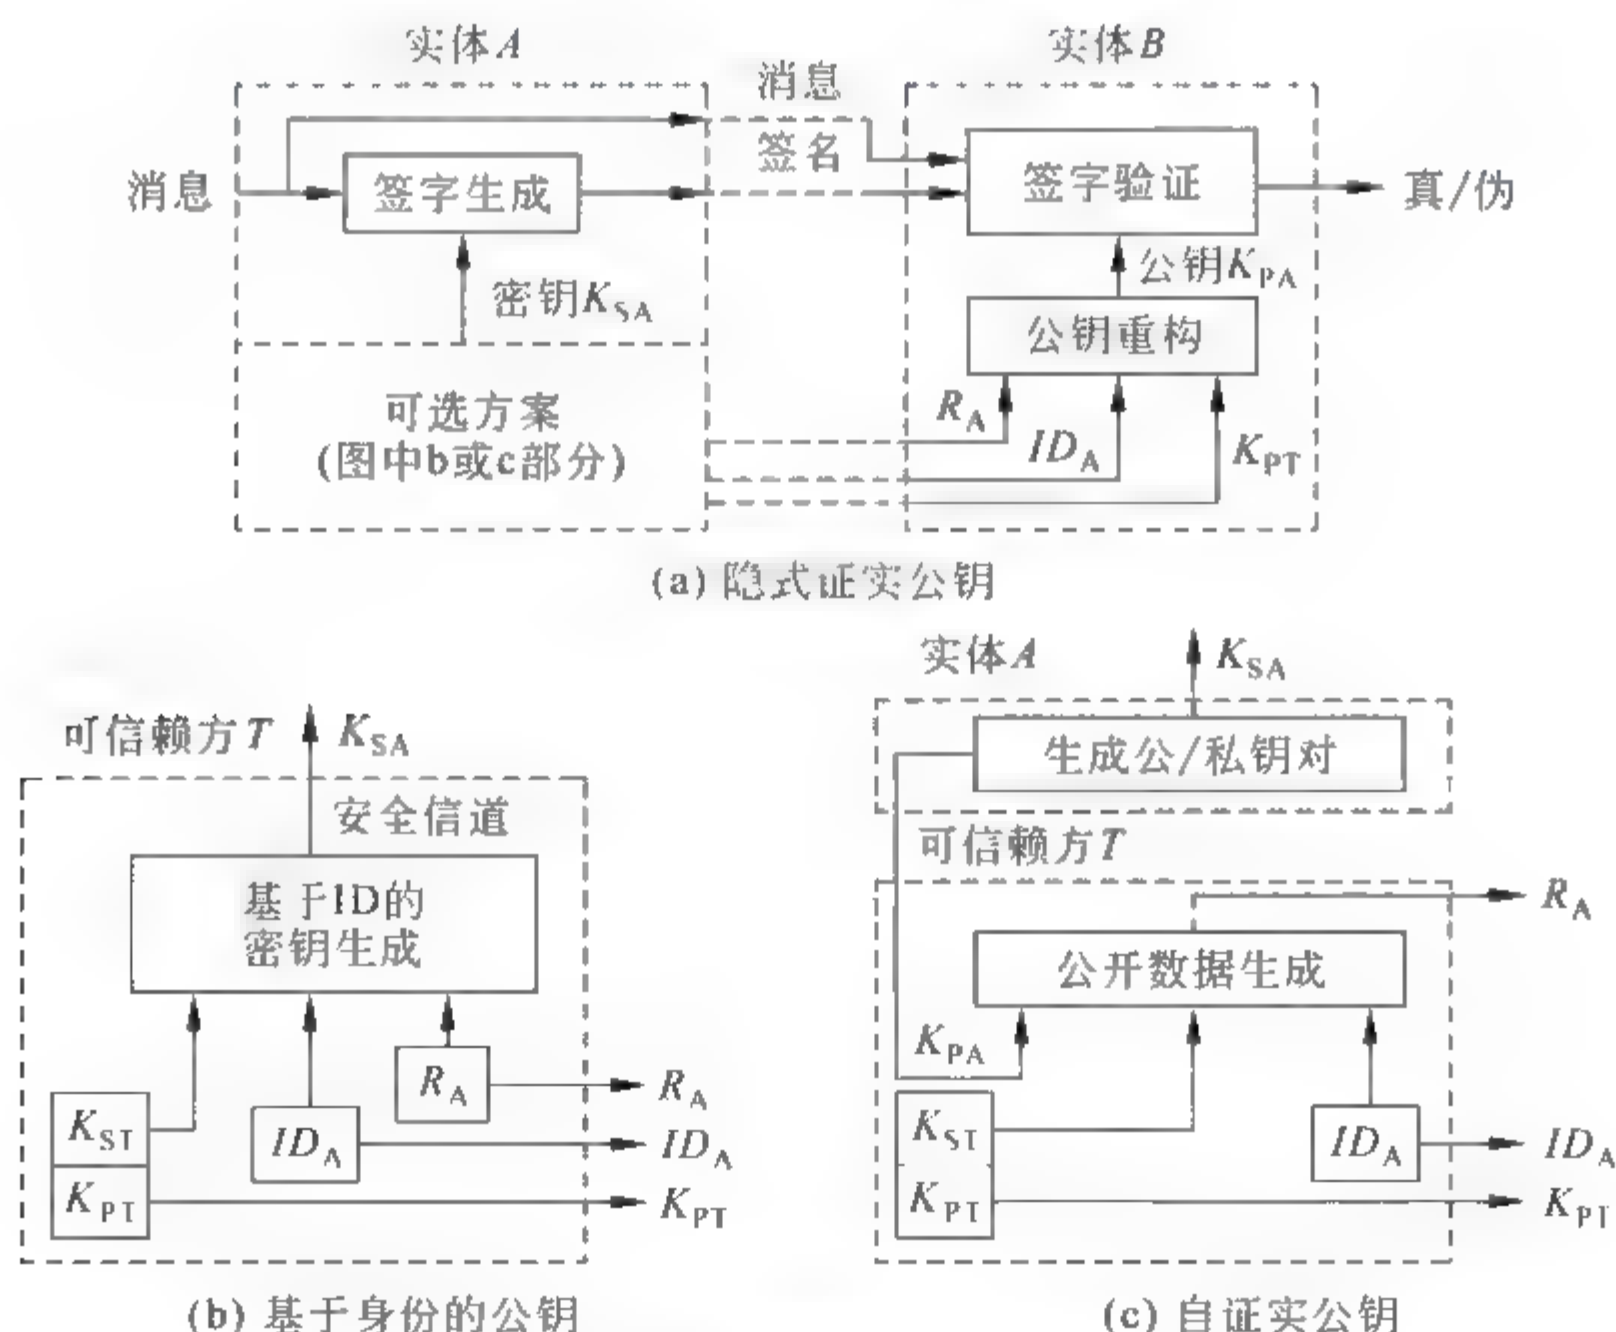 实体A
实体B
消息
签名
消息
签字生成
签字验证
真/伪
密钥K_SA
公钥K_PA
公钥重构
可选方案
(图中b或c部分)
R_A
ID_A
K_PT
(a) 隐式证实公钥
可信赖方T
K_SA
安全信道
基于ID的
密钥生成
R_A
R_A
K_ST
ID_A
ID_A
K_PT
K_PT
(b) 基于身份的公钥
实体A
K_SA
生成公/私钥对
可信赖方T
R_A
公开数据生成
K_PA
K_ST
ID_A
ID_A
K_PT
K_PT
(c) 自证实公钥